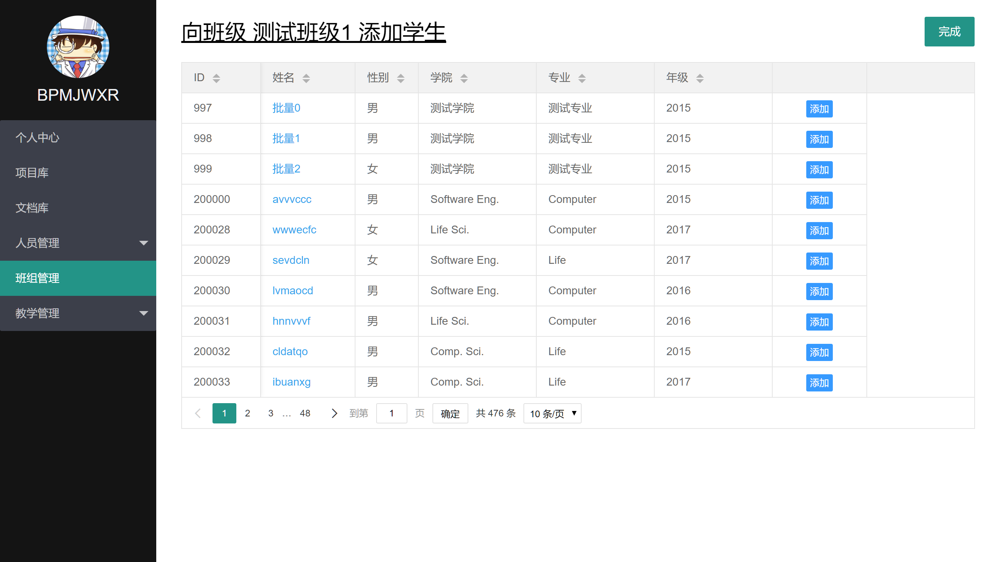 BPMJWXR
个人中心
项目库
文档库
人员管理
班组管理
教学管理
向班级 测试班级1 添加学生
完成
ID 姓名 性别 学院 专业 年级
997 批量0 男 测试学院 测试专业 2015 添加
998 批量1 男 测试学院 测试专业 2015 添加
999 批量2 女 测试学院 测试专业 2015 添加
200000 avvvccc 男 Software Eng. Computer 2015 添加
200028 wwwecfc 女 Life Sci. Computer 2017 添加
200029 sevdcln 女 Software Eng. Life 2017 添加
200030 lvmaocd 男 Software Eng. Computer 2016 添加
200031 hnnvvvf 男 Life Sci. Computer 2016 添加
200032 cldatqo 男 Comp. Sci. Life 2015 添加
200033 ibuanxg 男 Comp. Sci. Life 2017 添加
1 2 3 … 48 到第 1 页 确定 共 476 条 10 条/页